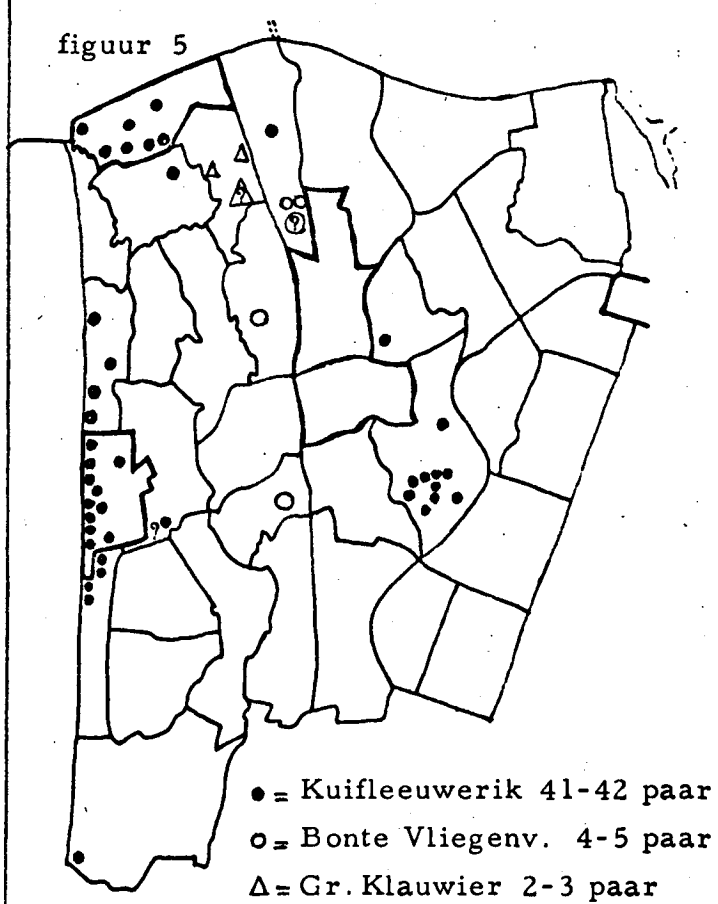 figuur 5
?
?
?
● = Kuifleeuwerik 41-42 paar
o = Bonte Vliegenv. 4-5 paar
Δ = Gr. Klauwier 2-3 paar